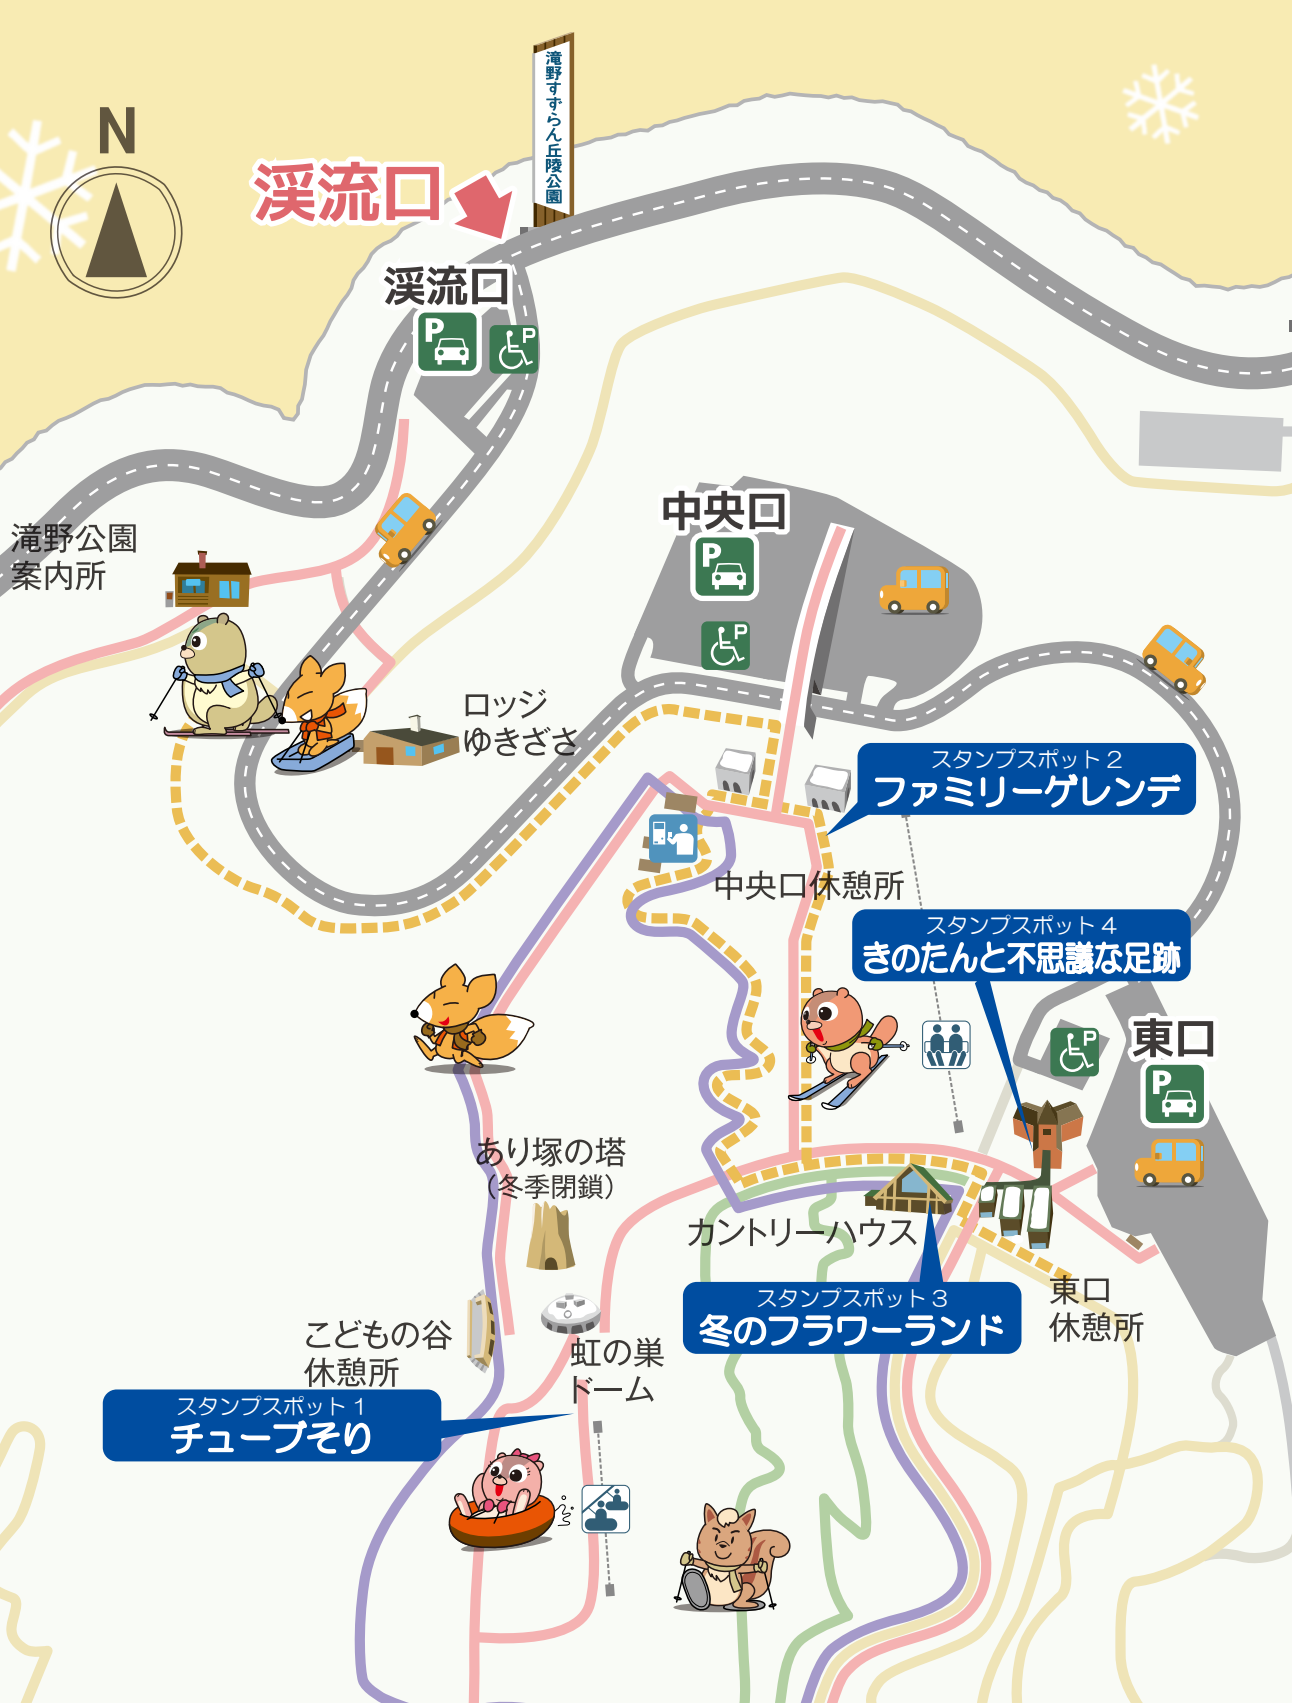 滝野すずらん丘陵公園
N
渓流口
渓流口
P
P
中央口
P
P
滝野公園
案内所
ロッジ
ゆきざさ
スタンプスポット2
ファミリーゲレンデ
中央口休憩所
スタンプスポット4
きのたんと不思議な足跡
東口
P
P
あり塚の塔
(冬季閉鎖)
カントリーハウス
スタンプスポット3
冬のフラワーランド
東口
休憩所
こどもの谷
休憩所
虹の巣
ドーム
スタンプスポット1
チューブそり